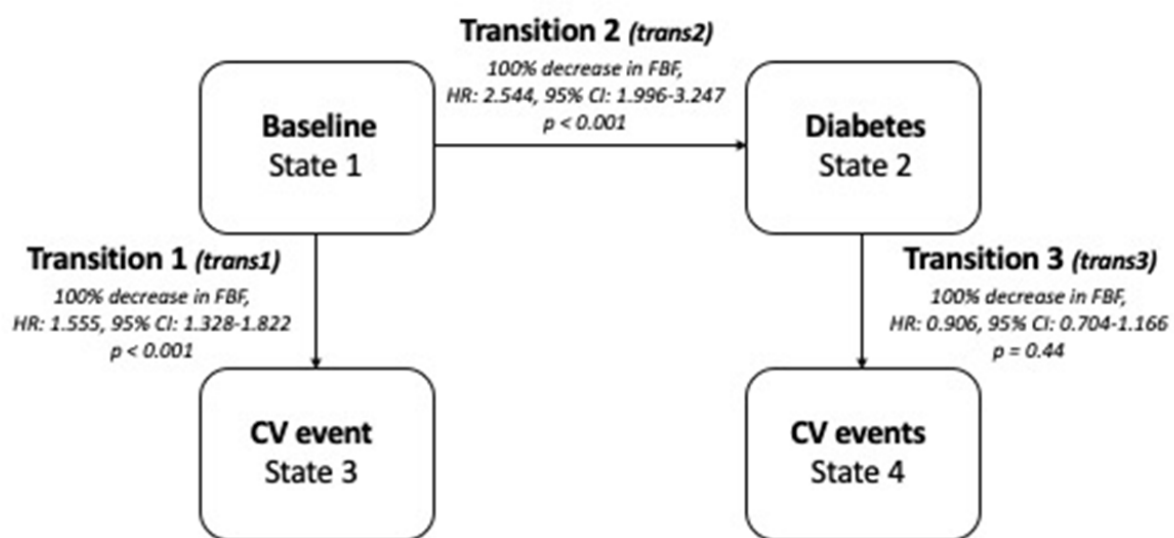 Transition 2 (trans2)
100% decrease in FBF,
HR: 2.544, 95% CI: 1.996-3.247
p < 0.001
Baseline
State 1
Diabetes
State 2
Transition 1 (trans1)
100% decrease in FBF,
HR: 1.555, 95% CI: 1.328-1.822
p < 0.001
Transition 3 (trans3)
100% decrease in FBF,
HR: 0.906, 95% CI: 0.704-1.166
p = 0.44
CV event
State 3
CV events
State 4